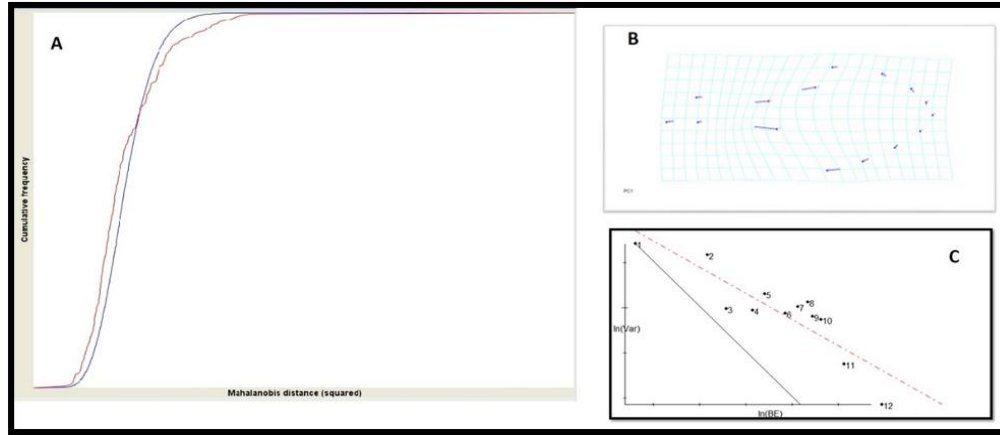 A
Cumulative frequency
Mahalanobis distance (squared)
B
PC1
C
1
2
5
8
3
4
7
6
9
10
11
12
ln(Var)
ln(BE)